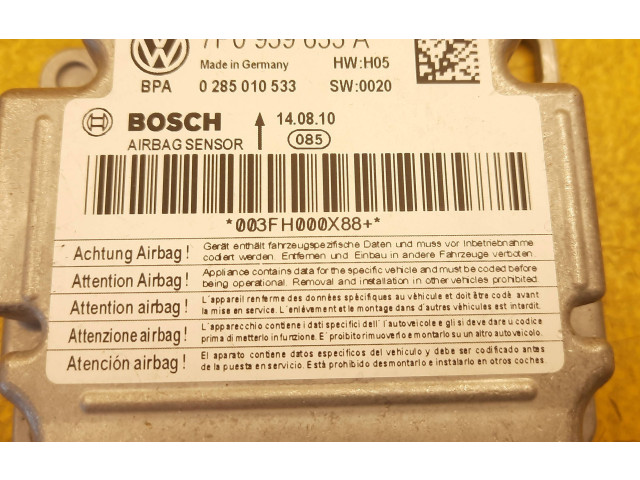 7P0 959 655 A
Made in Germany HW:H05
BPA 0 285 010 533 SW:0020
BOSCH 14.08.10
AIRBAG SENSOR 085
*003FH000X88+*
Achtung Airbag! Gerät enthält fahrzeugspezifische Daten und muss vor Inbetriebnahme
codiert werden. Entfernen und Einbau in andere Fahrzeuge verboten.
Attention Airbag! Appliance contains data for the specific vehicle and must be coded before
being operational. Removal and installation in other vehicles prohibited.
Attention airbag! L'appareil renferme des données spécifiques au véhicule et doit être codé avant
la mise en service. L'enlèvement et le montage dans d'autres véhicules est interdit.
Attenzione airbag! L'apparecchio contiene i dati specifici dell'autoveicolo e gli si deve dare u codice
prima di metterlo in funzione. E'proibito rimuoverlo e montarlo su un altro autoveicolo.
Atención airbag! El aparato contiene datos especificos del vehículo y debe ser codificado antes
de la puesta en servicio. Está prohibido desmontarlo e instalarlo en otros coches.